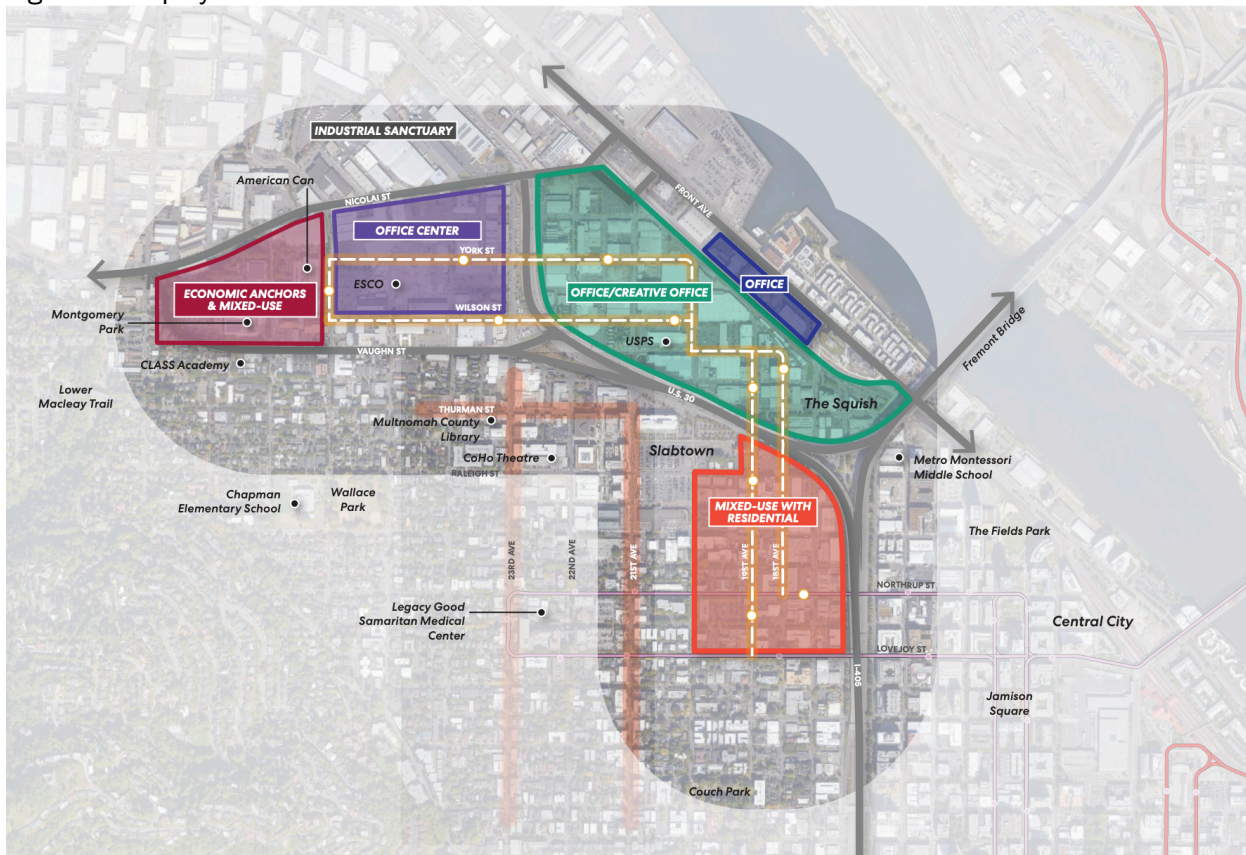 INDUSTRIAL SANCTUARY
American Can
NICOLAI ST
FRONT AVE
OFFICE CENTER
YORK ST
ESCO
ECONOMIC ANCHORS
& MIXED-USE
OFFICE/CREATIVE OFFICE
OFFICE
WILSON ST
Montgomery
Park
USPS
VAUGHN ST
Fremont Bridge
CLASS Academy
Lower
Macleay Trail
U.S. 30
The Squish
THURMAN ST
Multnomah County
Library
CoHo Theatre
Slabtown
RALEIGH ST
Metro Montessori
Middle School
Chapman
Elementary School
Wallace
Park
MIXED-USE WITH
RESIDENTIAL
The Fields Park
23RD AVE
22ND AVE
21ST AVE
19TH AVE
18TH AVE
NORTHRUP ST
Legacy Good
Samaritan Medical
Center
Central City
LOVEJOY ST
I-405
Jamison
Square
Couch Park